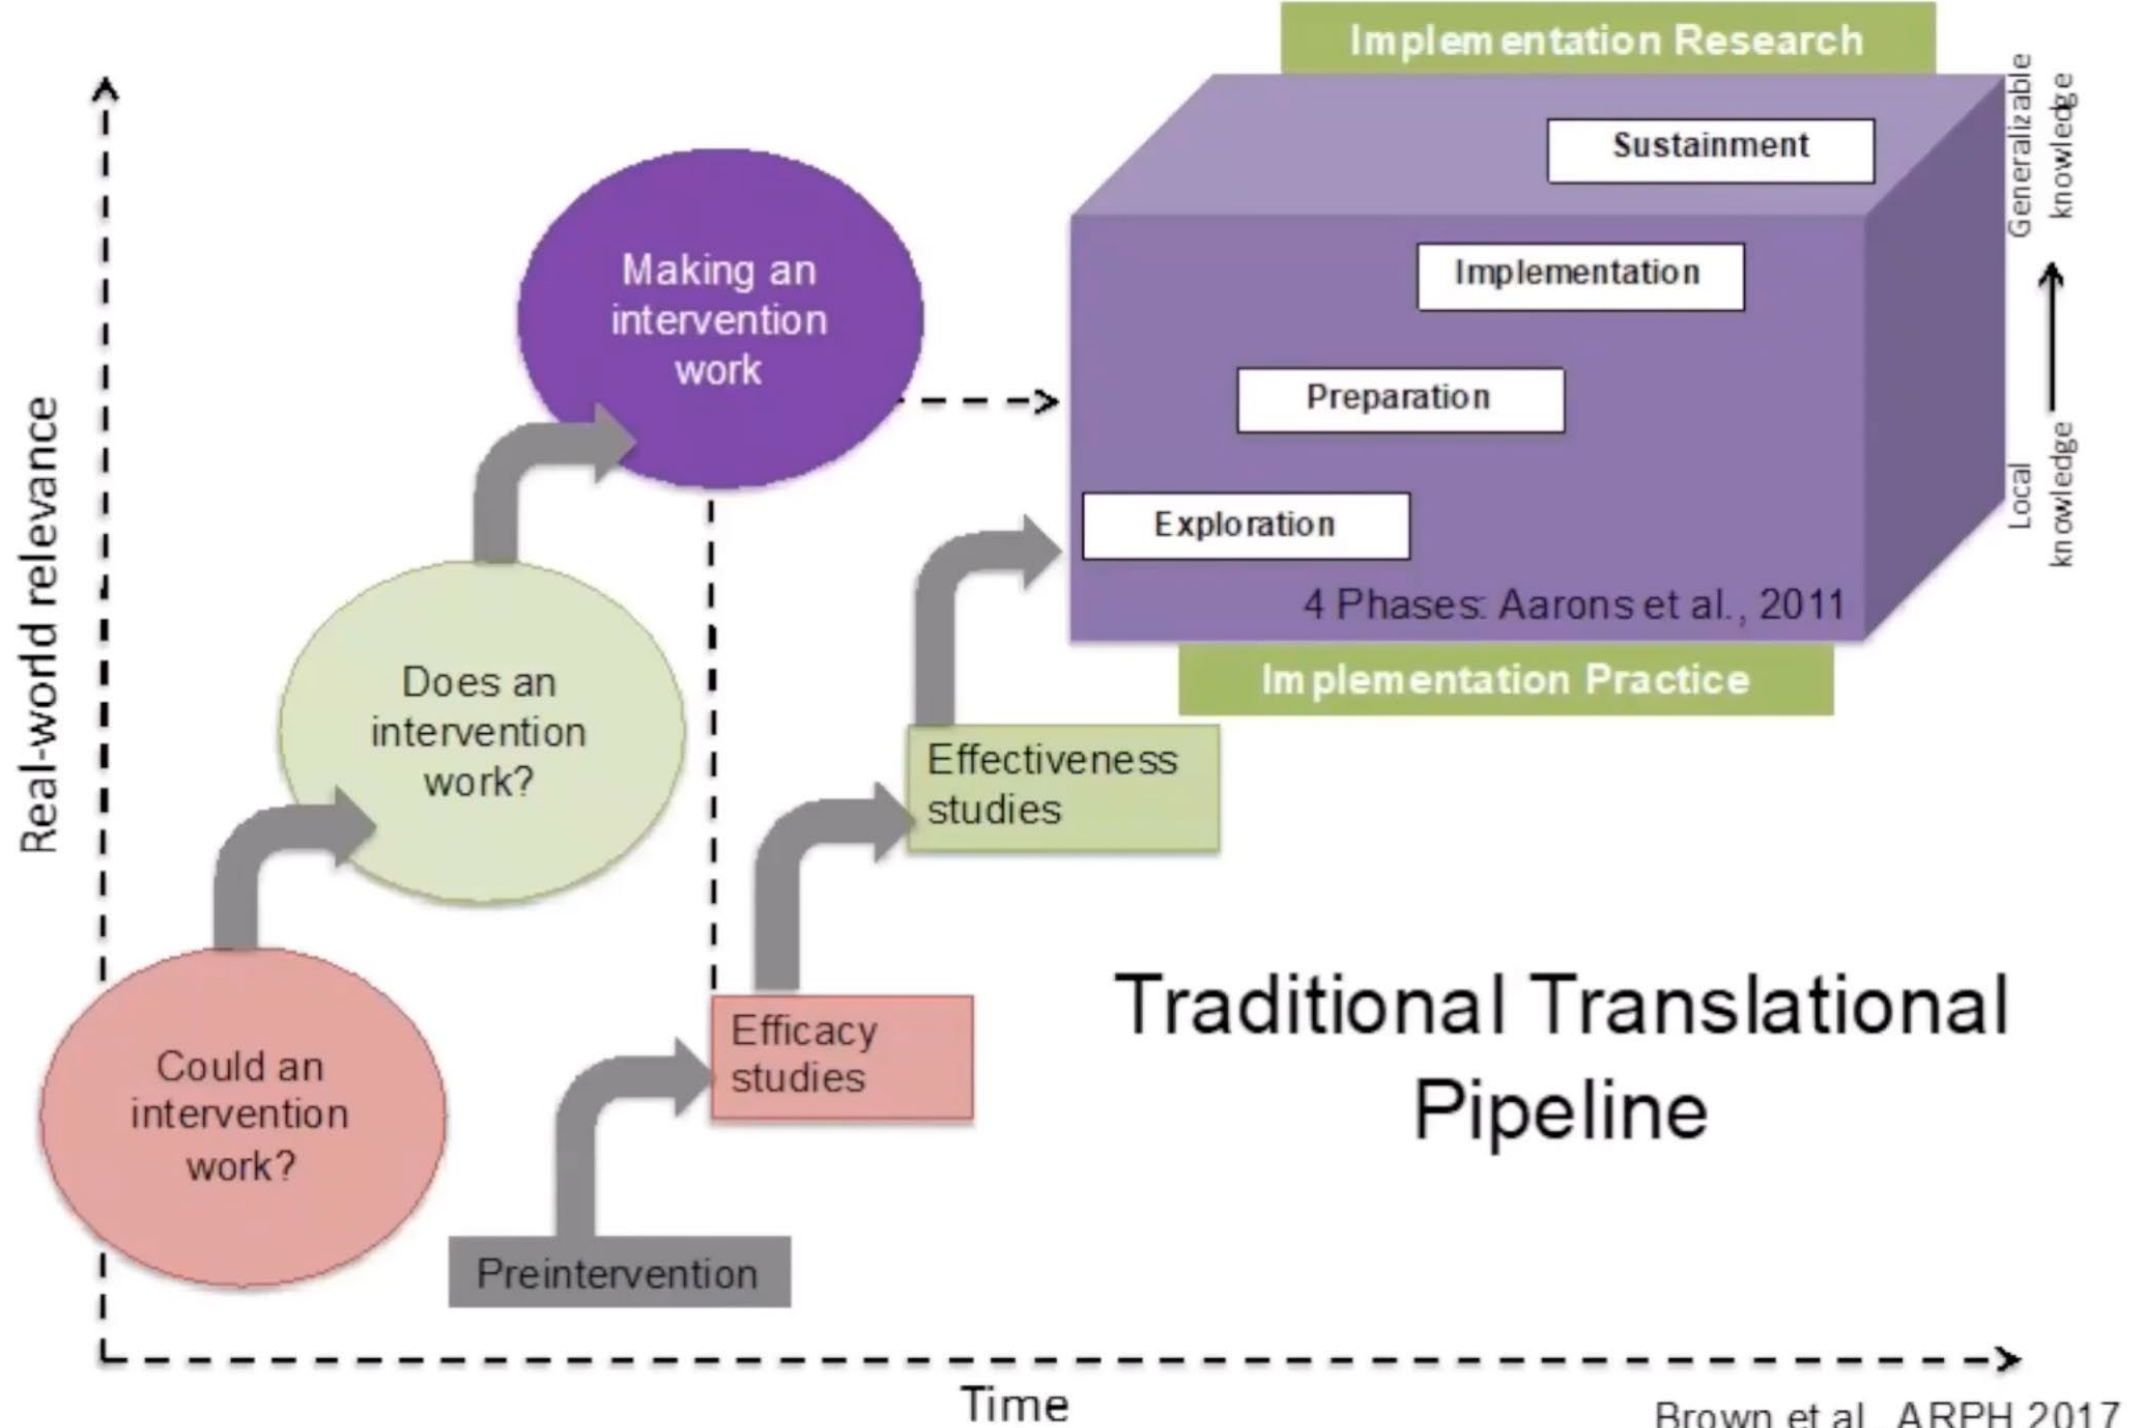 Implementation Research
Generalizable
knowledge
Sustainment
Making an
intervention
work
Implementation
Preparation
Exploration
Local
knowledge
4 Phases: Aarons et al., 2011
Implementation Practice
Real-world relevance
Does an
intervention
work?
Effectiveness
studies
Could an
intervention
work?
Efficacy
studies
Traditional Translational
Pipeline
Preintervention
Time
Brown et al., ARPH 2017